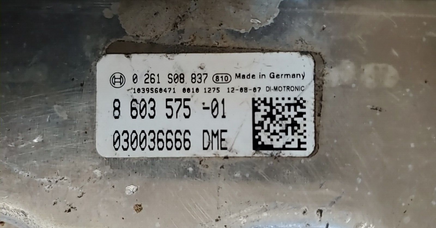 0 261 S08 837 810 Made in Germany
1039S60471 0010 1275 12-08-07 DI-MOTRONIC
8 603 575 -01
030036666 DME